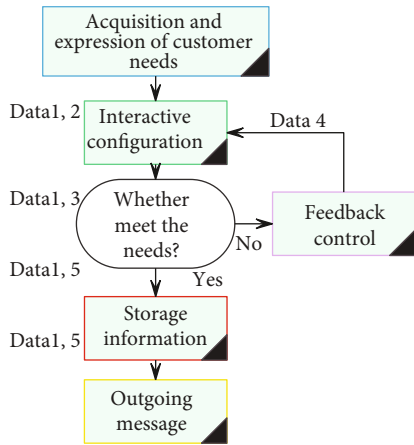 Acquisition and
expression of customer
needs
Data1, 2
Interactive
configuration
Data 4
Data1, 3
Whether
meet the
needs?
No
Feedback
control
Data1, 5
Yes
Storage
information
Data1, 5
Outgoing
message